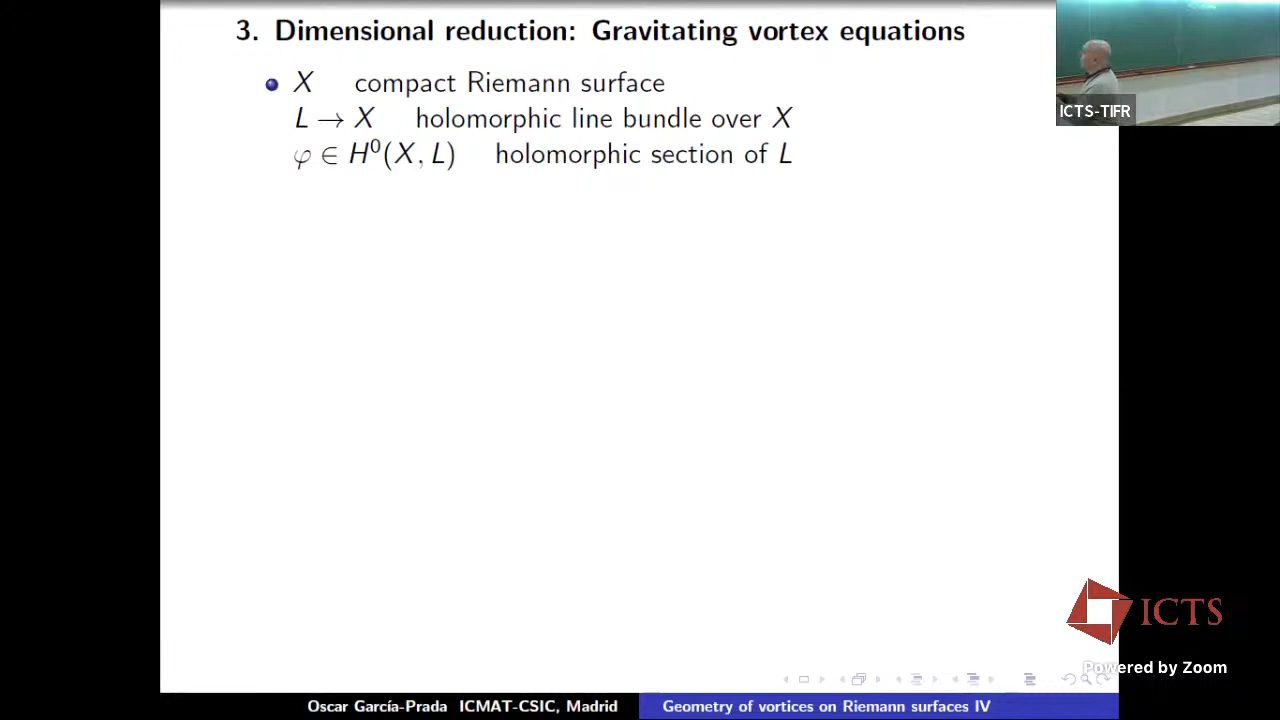 3. Dimensional reduction: Gravitating vortex equations
X compact Riemann surface
L → X holomorphic line bundle over X
φ ∈ H⁰(X, L) holomorphic section of L
ICTS-TIFR
ICTS
Powered by Zoom
Oscar García-Prada ICMAT-CSIC, Madrid Geometry of vortices on Riemann surfaces IV